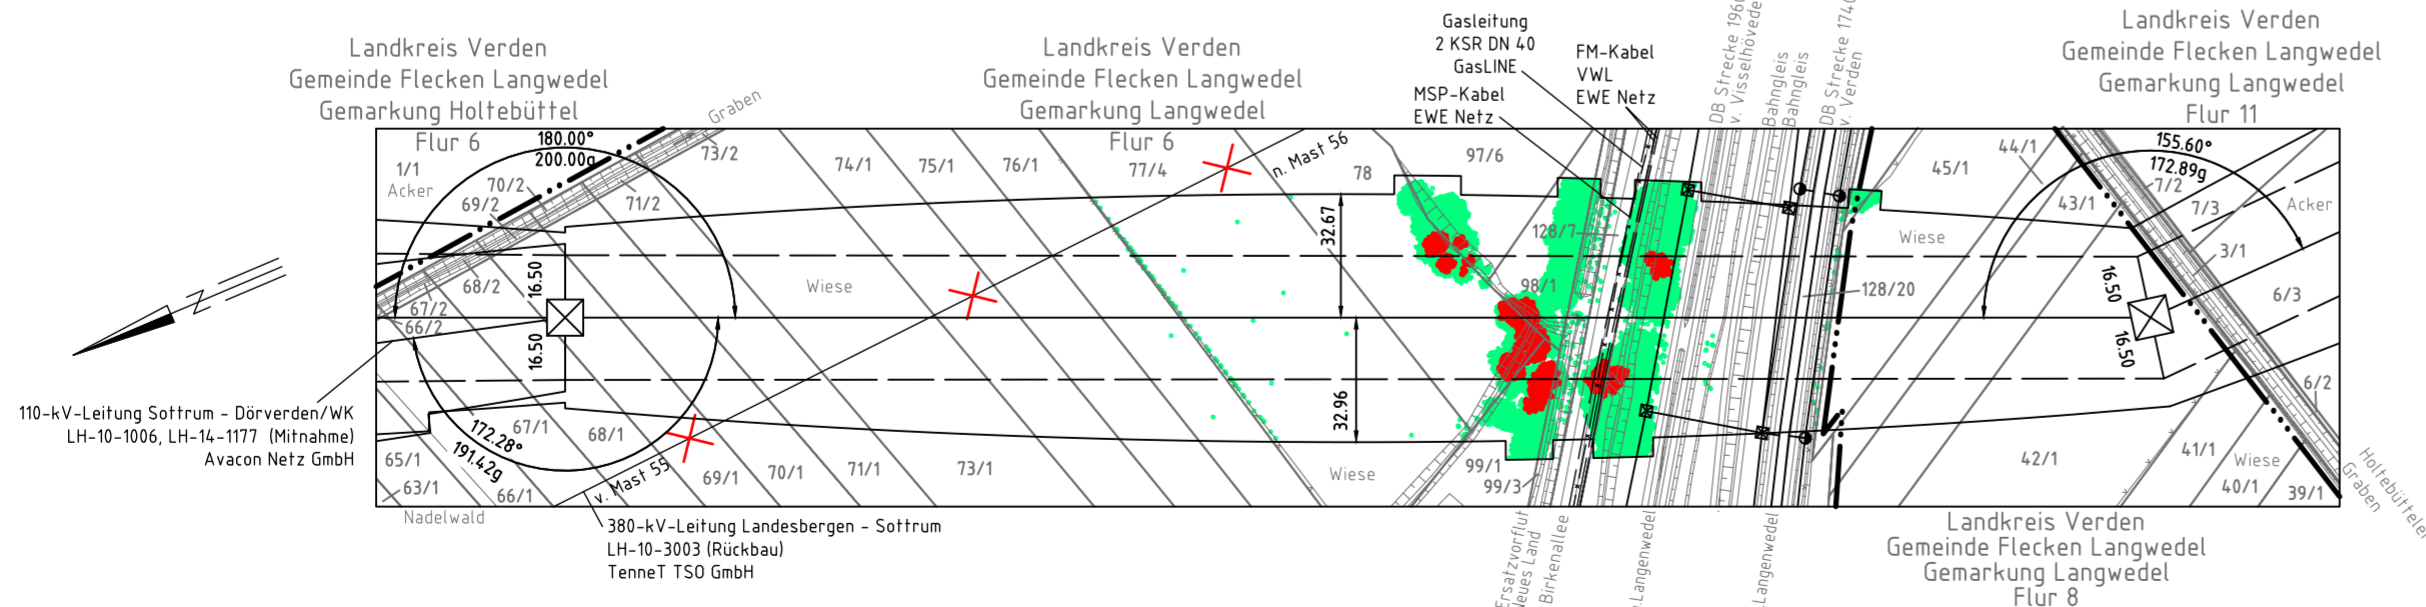 Landkreis Verden
Gemeinde Flecken Langwedel
Gemarkung Holtebüttel
Flur 6
Landkreis Verden
Gemeinde Flecken Langwedel
Gemarkung Langwedel
Flur 6
Landkreis Verden
Gemeinde Flecken Langwedel
Gemarkung Langwedel
Flur 11
Gasleitung
2 KSR DN 40
GasLINE
FM-Kabel
VWL
EWE Netz
MSP-Kabel
EWE Netz
DB Strecke
v. Visselhövede
Bahngleis
Bahngleis
DB Strecke
v. Verden
Graben
180.00°
200.00g
1/1
Acker
70/2
69/2
71/2
73/2
68/2
67/2
66/2
74/1
75/1
76/1
77/4
n. Mast 56
78
97/6
128/7
98/1
45/1
44/1
43/1
155.60°
172.89g
7/2
7/3
Acker
3/1
6/3
6/2
Wiese
Wiese
128/20
16.50
16.50
32.67
32.96
16.50
16.50
N
110-kV-Leitung Sottrum - Dörverden/WK
LH-10-1006, LH-14-1177 (Mitnahme)
Avacon Netz GmbH
172.28°
191.42g
67/1
68/1
65/1
63/1
66/1
Nadelwald
v. Mast 55
69/1
70/1
71/1
73/1
Wiese
99/1
99/3
42/1
41/1
Wiese
40/1
39/1
Holtebütteler
Graben
380-kV-Leitung Landesbergen - Sottrum
LH-10-3003 (Rückbau)
TenneT TSO GmbH
Ersatzvorflut
Neues Land
Birkenallee
Langenwedel
Langenwedel
Landkreis Verden
Gemeinde Flecken Langwedel
Gemarkung Langwedel
Flur 8